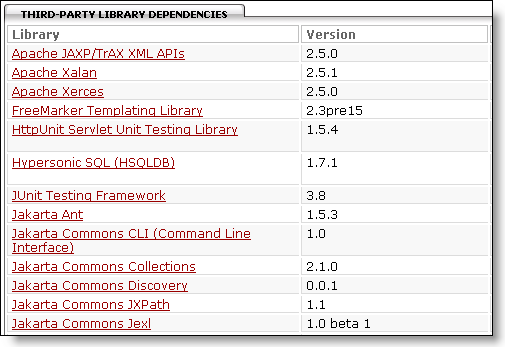 THIRD-PARTY LIBRARY DEPENDENCIES
Library Version
Apache JAXP/TrAX XML APIs 2.5.0
Apache Xalan 2.5.1
Apache Xerces 2.5.0
FreeMarker Templating Library 2.3pre15
HttpUnit Servlet Unit Testing Library 1.5.4
Hypersonic SQL (HSQLDB) 1.7.1
JUnit Testing Framework 3.8
Jakarta Ant 1.5.3
Jakarta Commons CLI (Command Line 1.0
Interface)
Jakarta Commons Collections 2.1.0
Jakarta Commons Discovery 0.0.1
Jakarta Commons JXPath 1.1
Jakarta Commons Jexl 1.0 beta 1